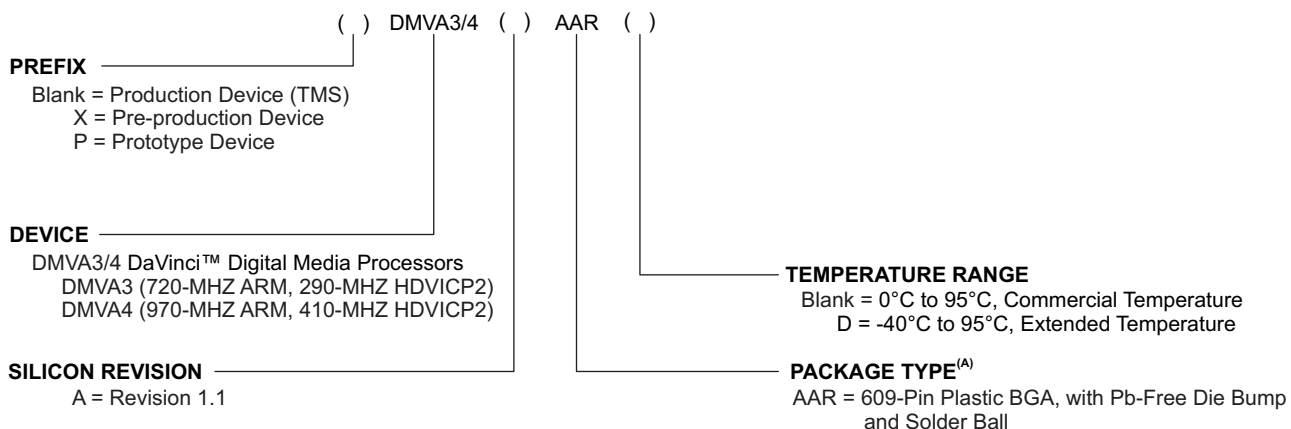 ( ) DMVA3/4 ( ) AAR ( )
PREFIX
Blank = Production Device (TMS)
X = Pre-production Device
P = Prototype Device
DEVICE
DMVA3/4 DaVinci™ Digital Media Processors
DMVA3 (720-MHZ ARM, 290-MHZ HDVICP2)
DMVA4 (970-MHZ ARM, 410-MHZ HDVICP2)
SILICON REVISION
A = Revision 1.1
TEMPERATURE RANGE
Blank = 0°C to 95°C, Commercial Temperature
D = -40°C to 95°C, Extended Temperature
PACKAGE TYPE(A)
AAR = 609-Pin Plastic BGA, with Pb-Free Die Bump
and Solder Ball